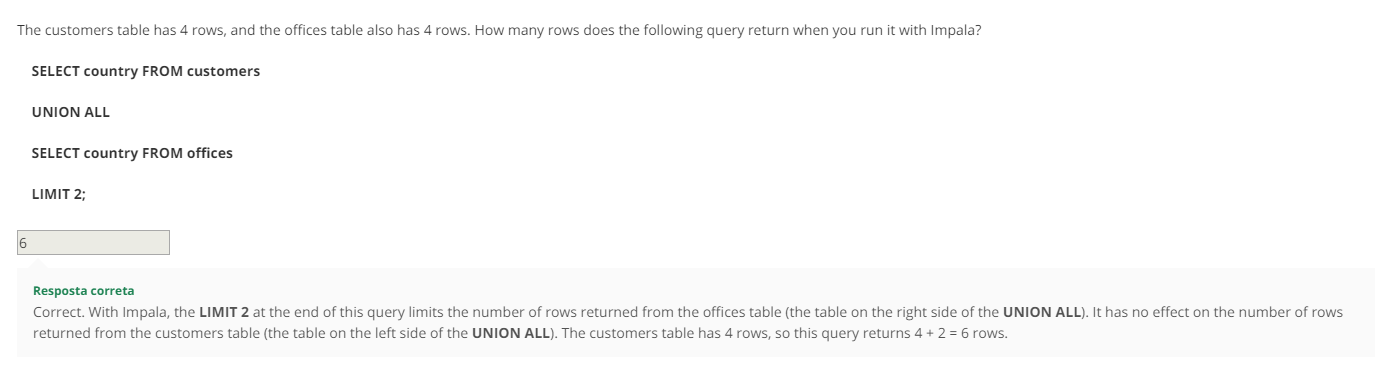 The customers table has 4 rows, and the offices table also has 4 rows. How many rows does the following query return when you run it with Impala?
SELECT country FROM customers
UNION ALL
SELECT country FROM offices
LIMIT 2;
6
Resposta correta
Correct. With Impala, the LIMIT 2 at the end of this query limits the number of rows returned from the offices table (the table on the right side of the UNION ALL). It has no effect on the number of rows
returned from the customers table (the table on the left side of the UNION ALL). The customers table has 4 rows, so this query returns 4 + 2 = 6 rows.